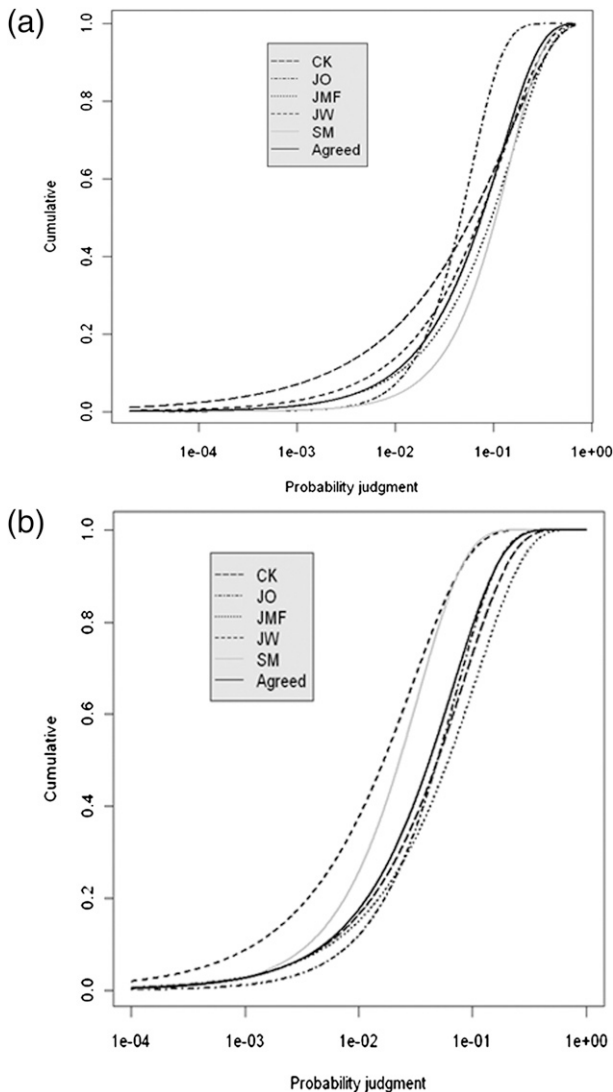 (a)
1.0
0.8
0.6
0.4
0.2
0.0
Cumulative
CK
JO
JMF
JW
SM
Agreed
1e-04
1e-03
1e-02
1e-01
1e+00
Probability judgment
(b)
1.0
0.8
0.6
0.4
0.2
0.0
Cumulative
CK
JO
JMF
JW
SM
Agreed
1e-04
1e-03
1e-02
1e-01
1e+00
Probability judgment